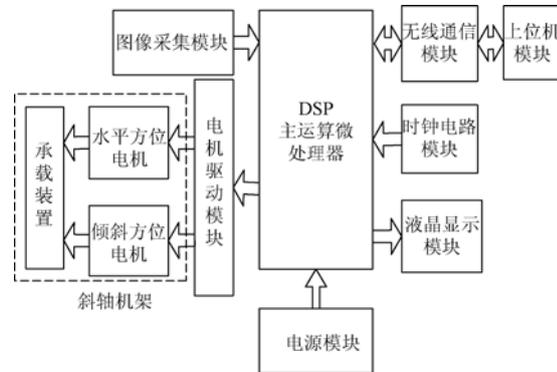 图像采集模块
DSP
主运算微
处理器
无线通信
模块
上位机
模块
水平方位
电机
电机驱动模块
承载装置
时钟电路
模块
倾斜方位
电机
液晶显示
模块
斜轴机架
电源模块